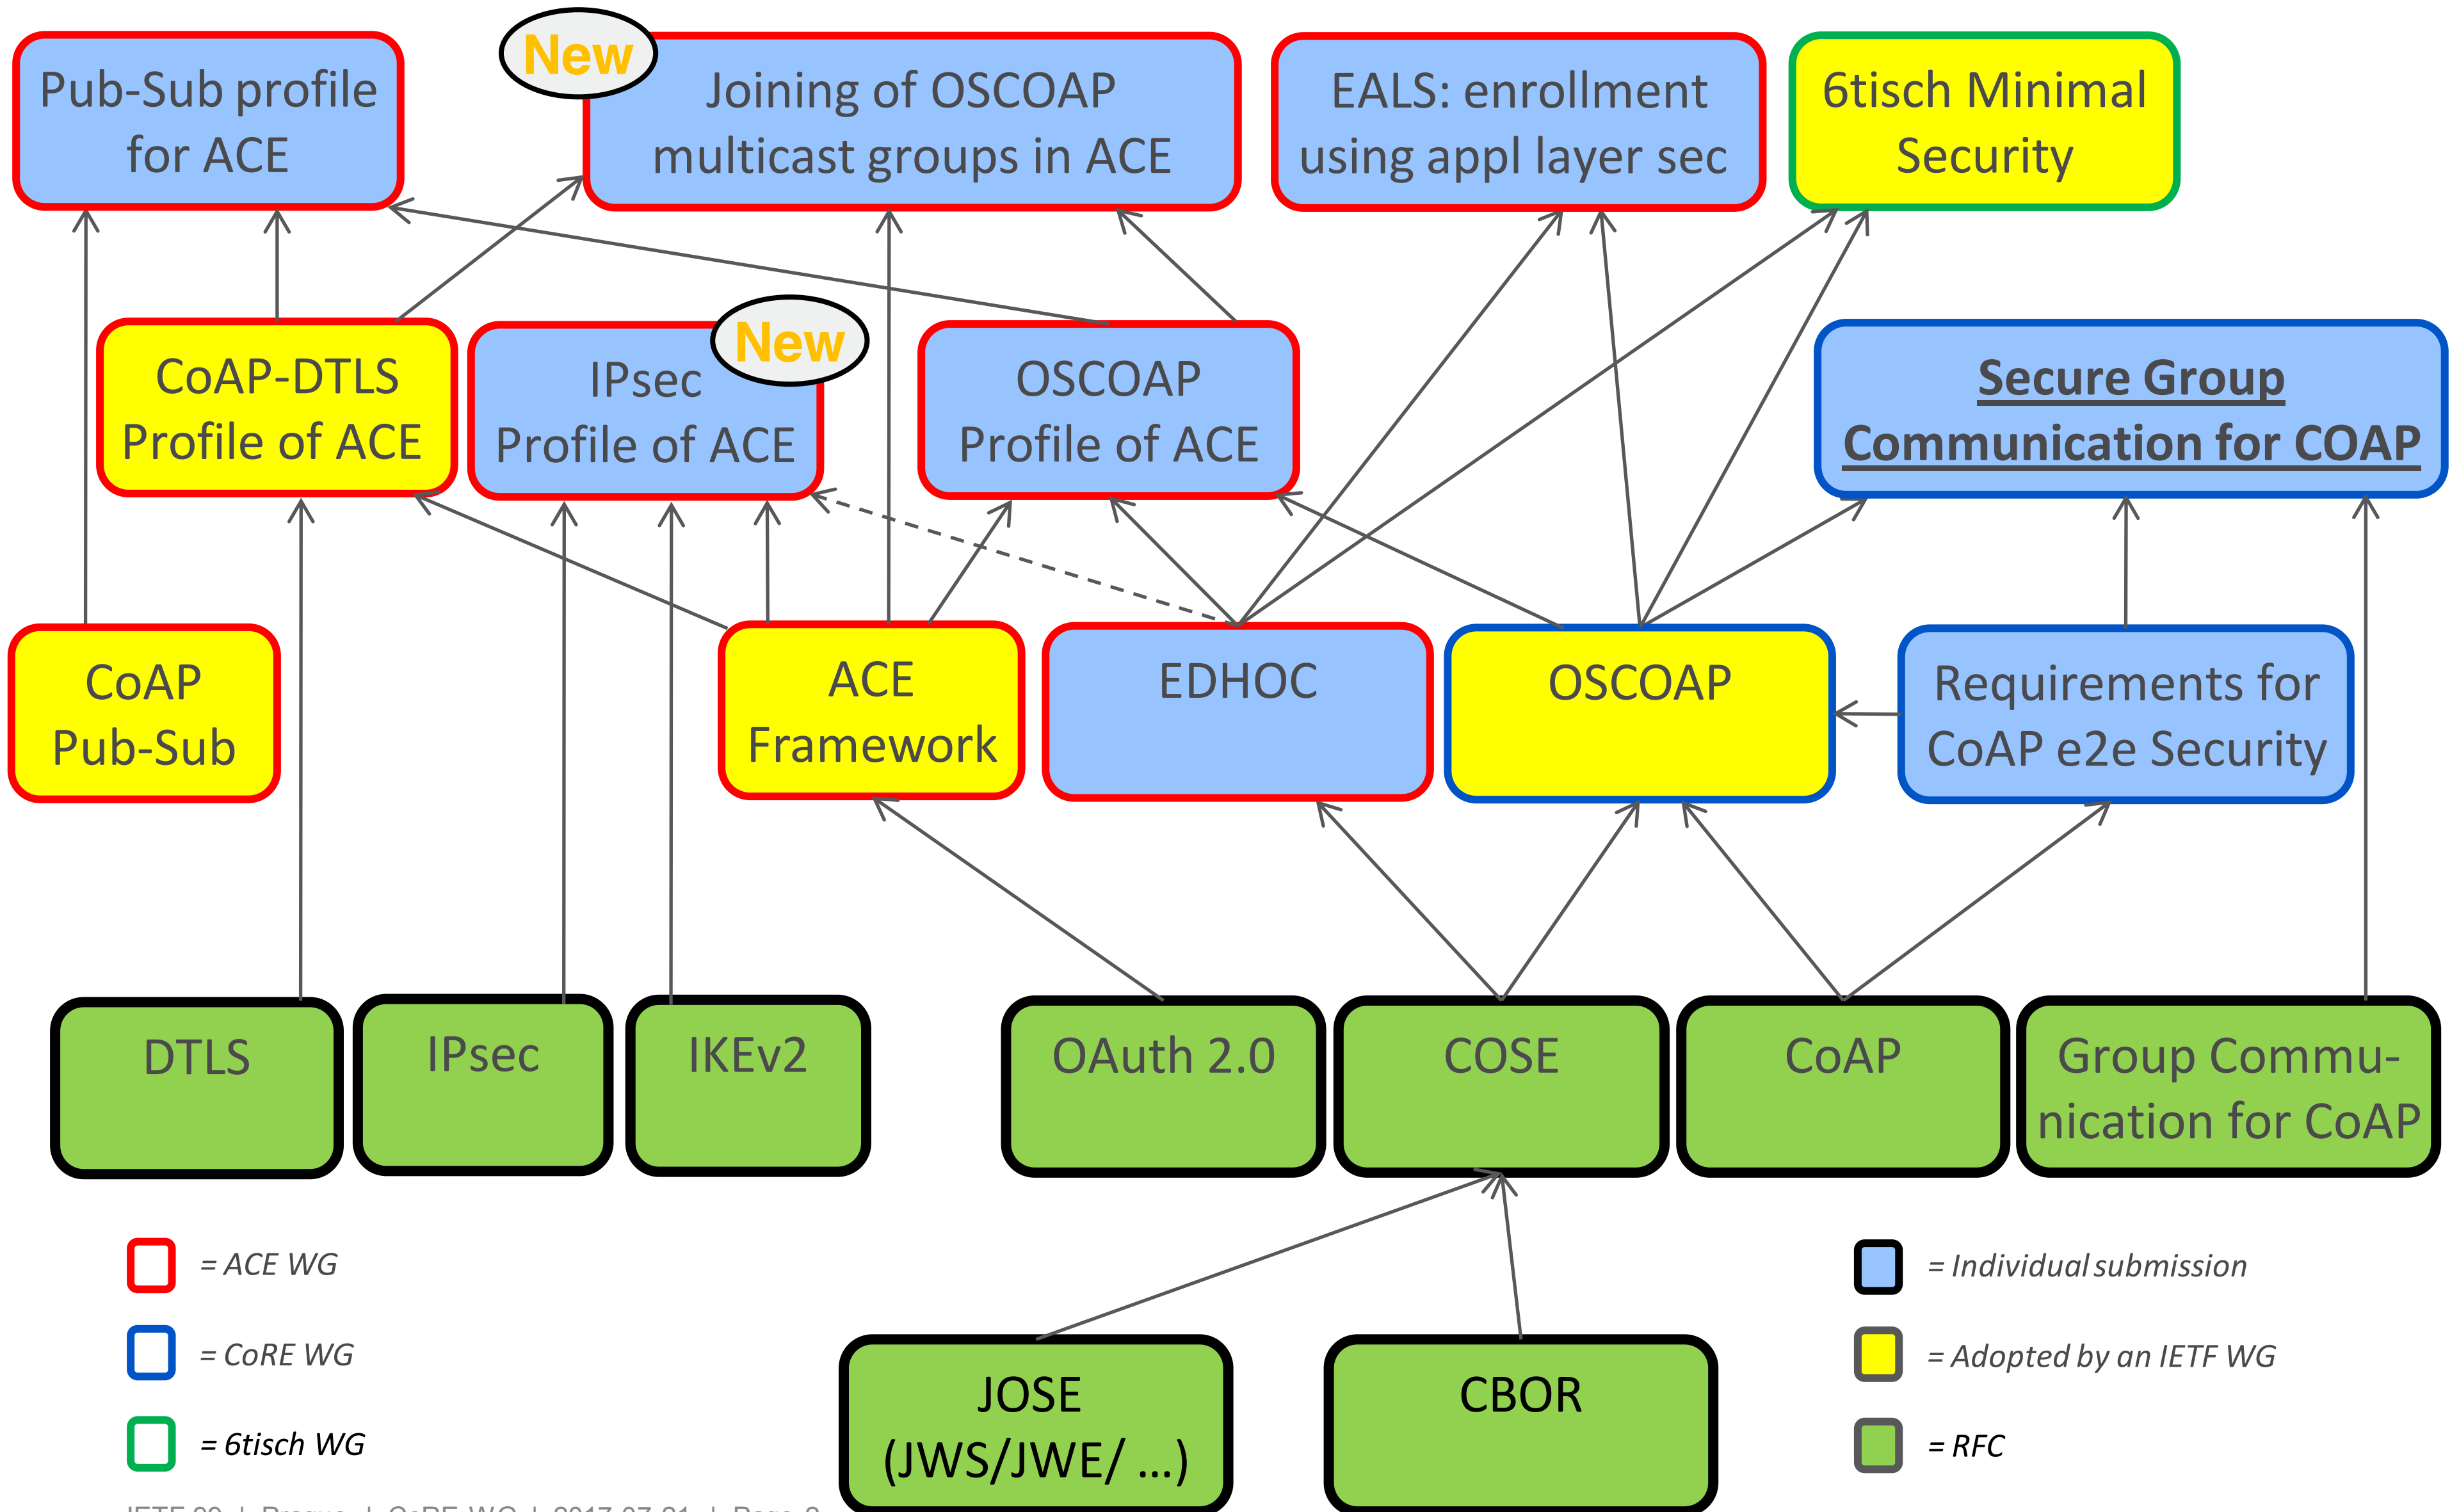 New
Pub-Sub profile
for ACE
Joining of OSCOAP
multicast groups in ACE
EALS: enrollment
using appl layer sec
6tisch Minimal
Security
New
CoAP-DTLS
Profile of ACE
IPsec
Profile of ACE
OSCOAP
Profile of ACE
Secure Group
Communication for COAP
CoAP
Pub-Sub
ACE
Framework
EDHOC
OSCOAP
Requirements for
CoAP e2e Security
DTLS
IPsec
IKEv2
OAuth 2.0
COSE
CoAP
Group Commu-
nication for CoAP
= ACE WG
= CoRE WG
= 6tisch WG
JOSE
(JWS/JWE/ ...)
CBOR
= Individual submission
= Adopted by an IETF WG
= RFC